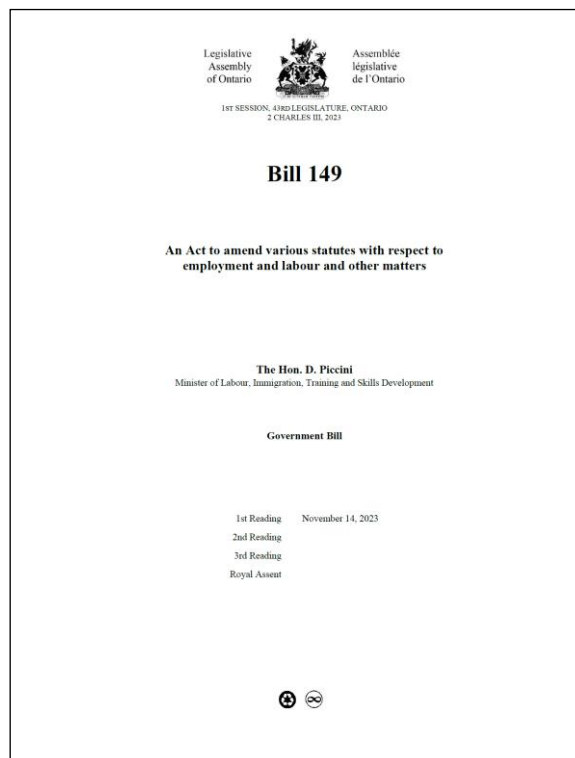 Legislative
Assembly
of Ontario
Assemblée
législative
de l'Ontario
1ST SESSION, 43RD LEGISLATURE, ONTARIO
2 CHARLES III, 2023
Bill 149
An Act to amend various statutes with respect to
employment and labour and other matters
The Hon. D. Piccini
Minister of Labour, Immigration, Training and Skills Development
Government Bill
1st Reading November 14, 2023
2nd Reading
3rd Reading
Royal Assent